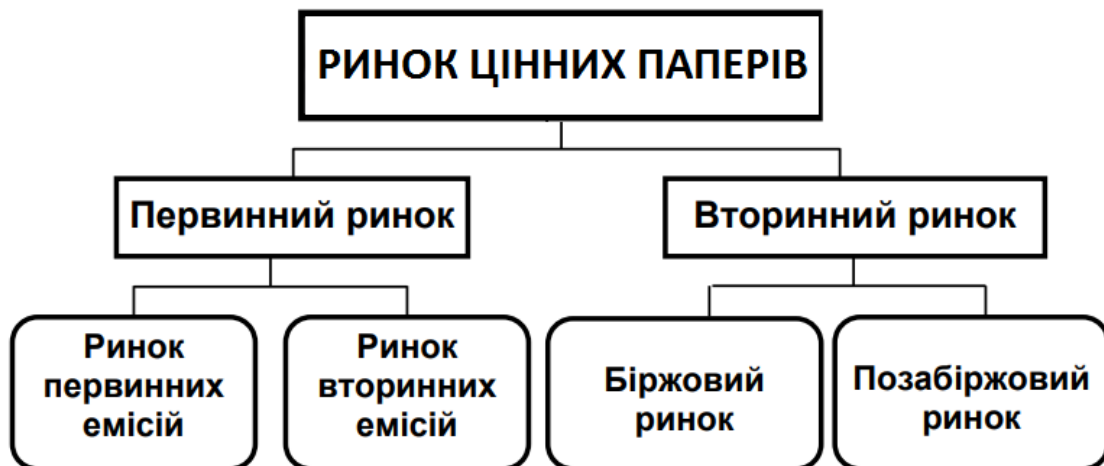 РИНОК ЦІННИХ ПАПЕРІВ
Первинний ринок
Вторинний ринок
Ринок
первинних
емісій
Ринок
вторинних
емісій
Біржовий
ринок
Позабіржовий
ринок